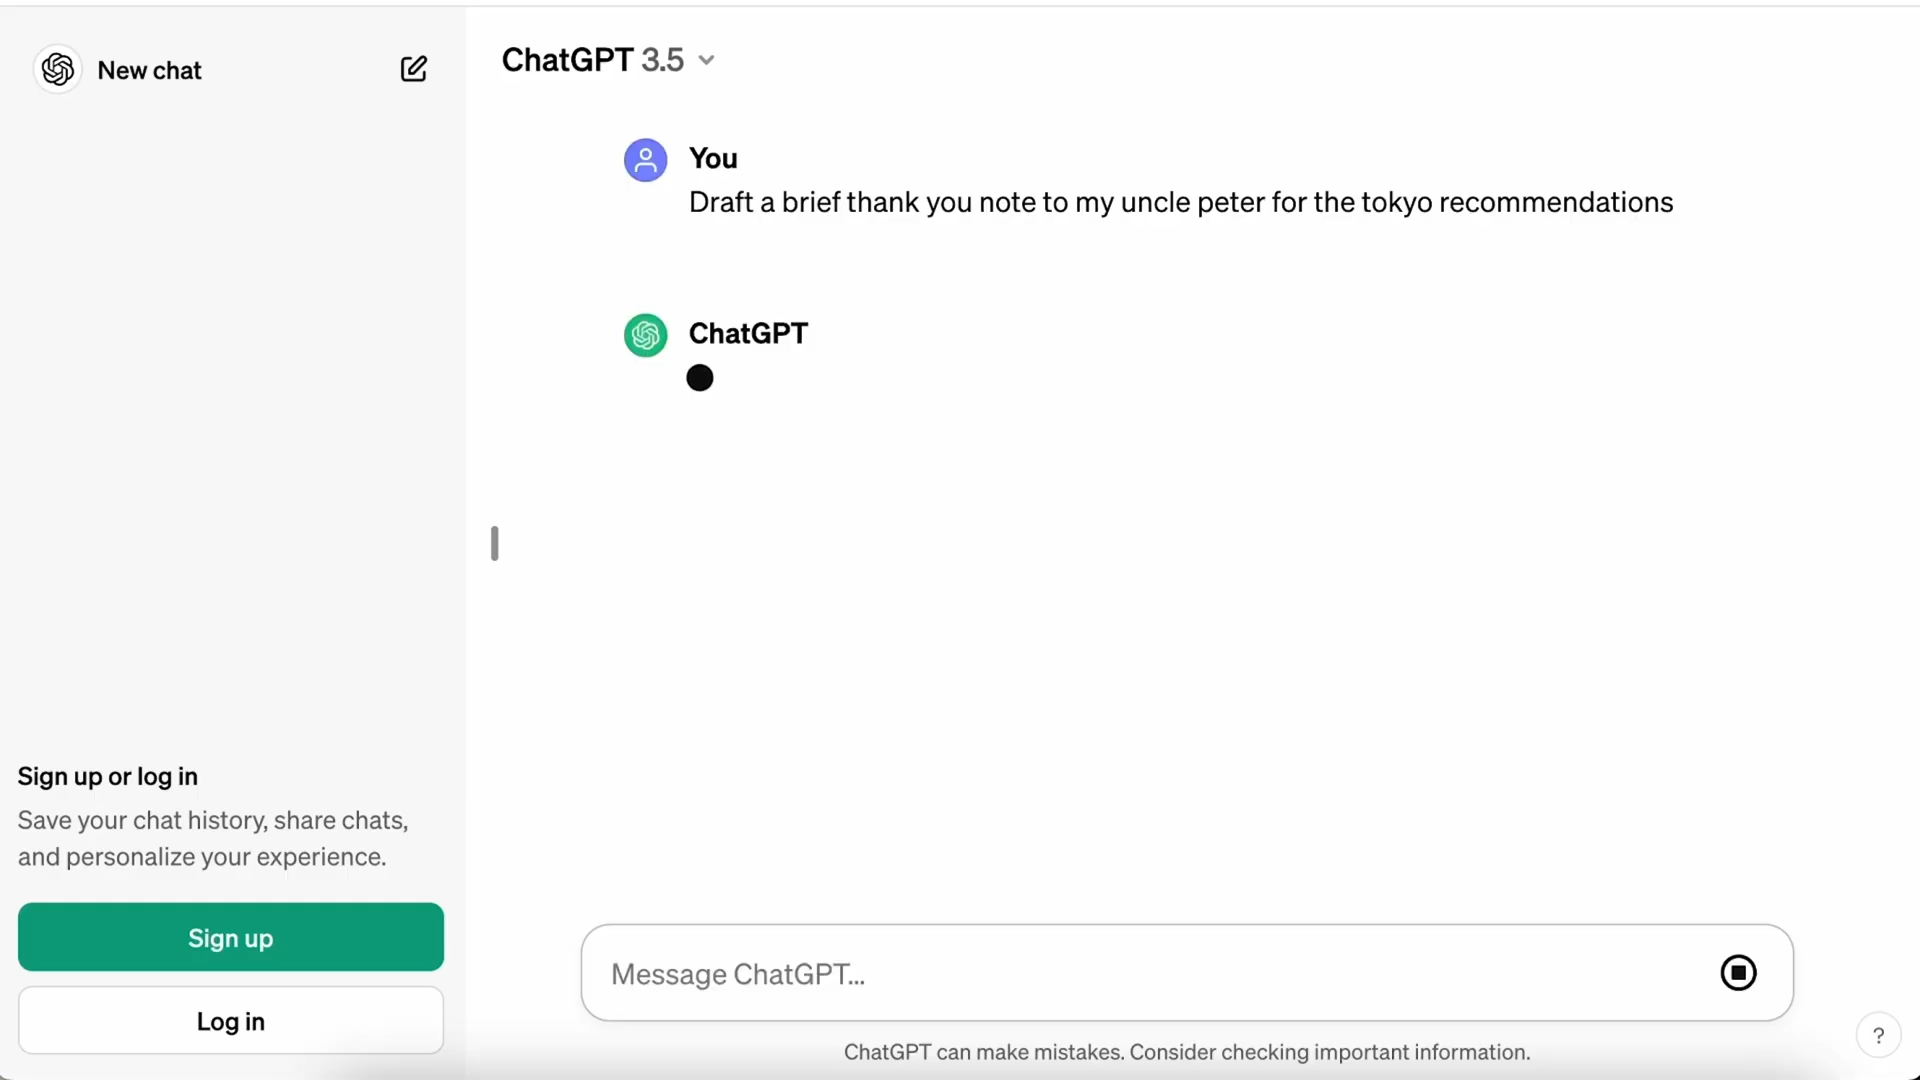 New chat
ChatGPT 3.5
You
Draft a brief thank you note to my uncle peter for the tokyo recommendations
ChatGPT
Sign up or log in
Save your chat history, share chats,
and personalize your experience.
Sign up
Log in
Message ChatGPT...
ChatGPT can make mistakes. Consider checking important information.
?